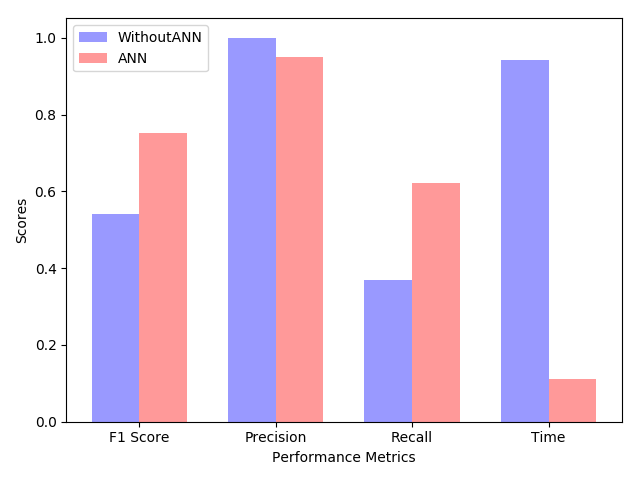 WithoutANN
ANN
1.0
0.8
0.6
0.4
0.2
0.0
Scores
F1 Score
Precision
Recall
Time
Performance Metrics